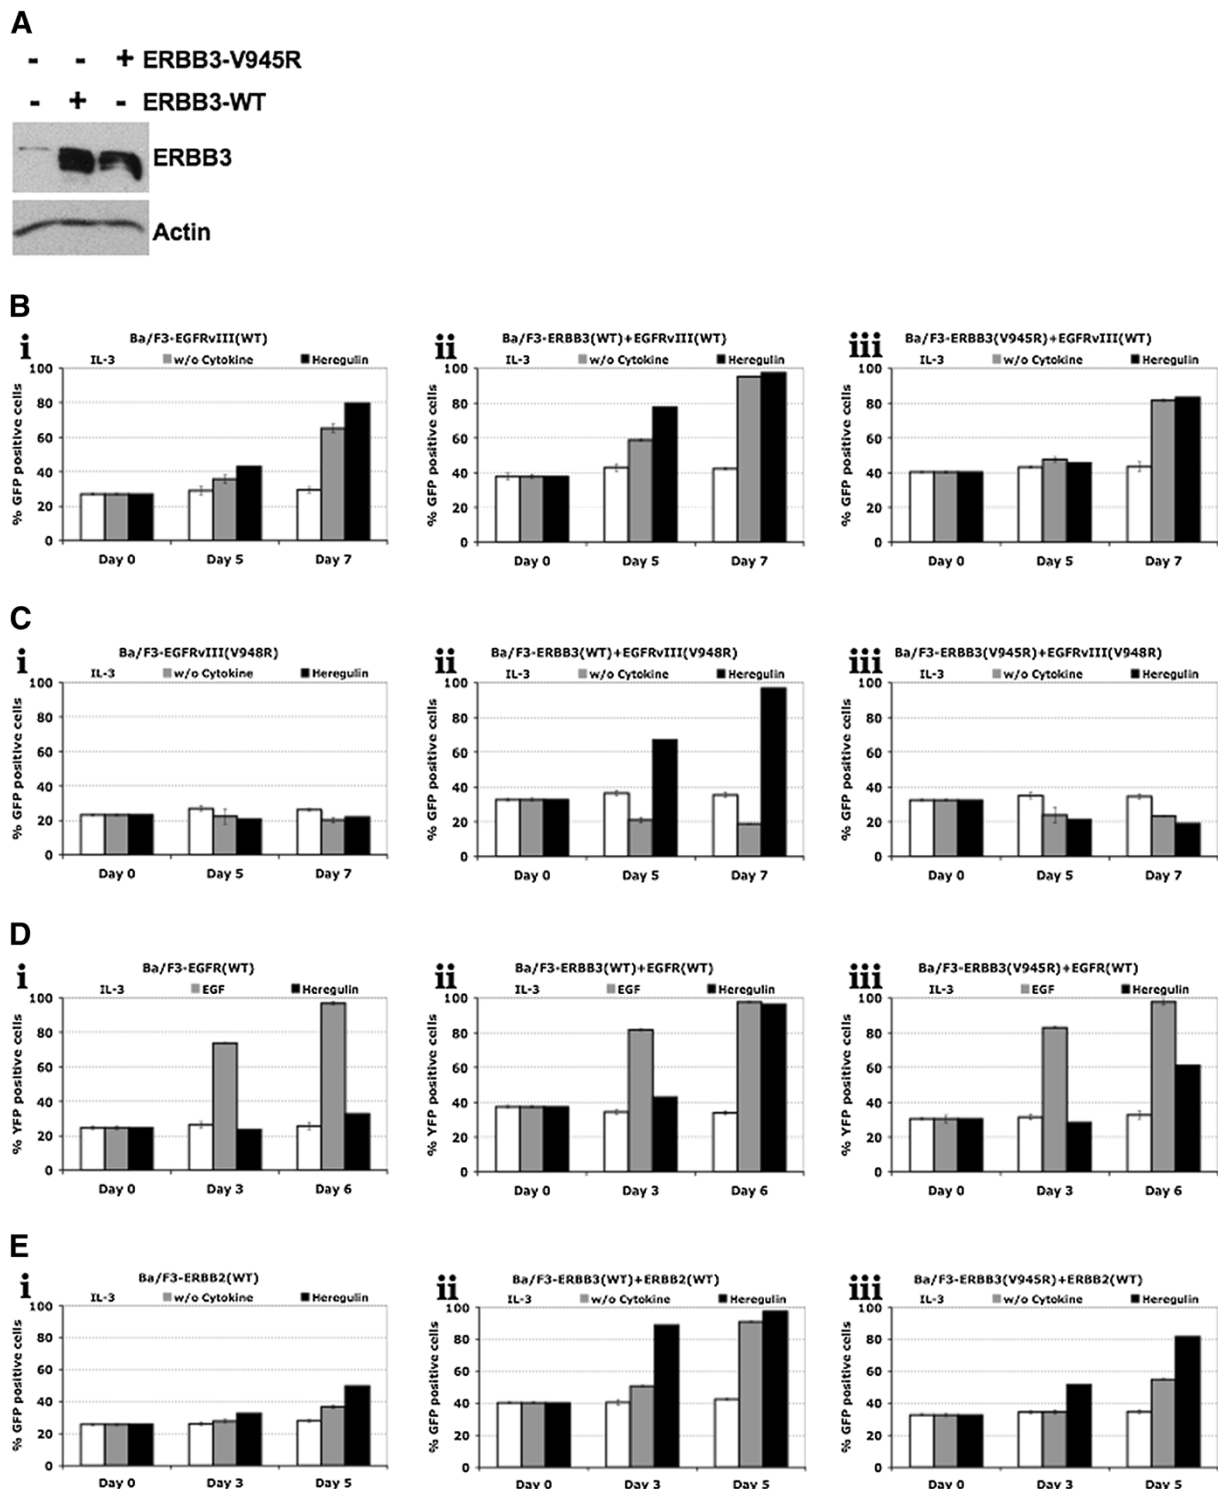 A
- - + ERBB3-V945R
- + - ERBB3-WT
ERBB3
Actin
B
i
Ba/F3-EGFRvIII(WT)
IL-3 w/o Cytokine Heregulin
% GFP positive cells
100
80
60
40
20
0
Day 0 Day 5 Day 7
ii
Ba/F3-ERBB3(WT)+EGFRvIII(WT)
IL-3 w/o Cytokine Heregulin
% GFP positive cells
100
80
60
40
20
0
Day 0 Day 5 Day 7
iii
Ba/F3-ERBB3(V945R)+EGFRvIII(WT)
IL-3 w/o Cytokine Heregulin
% GFP positive cells
100
80
60
40
20
0
Day 0 Day 5 Day 7
C
i
Ba/F3-EGFRvIII(V948R)
IL-3 w/o Cytokine Heregulin
% GFP positive cells
100
80
60
40
20
0
Day 0 Day 5 Day 7
ii
Ba/F3-ERBB3(WT)+EGFRvIII(V948R)
IL-3 w/o Cytokine Heregulin
% GFP positive cells
100
80
60
40
20
0
Day 0 Day 5 Day 7
iii
Ba/F3-ERBB3(V945R)+EGFRvIII(V948R)
IL-3 w/o Cytokine Heregulin
% GFP positive cells
100
80
60
40
20
0
Day 0 Day 5 Day 7
D
i
Ba/F3-EGFR(WT)
IL-3 EGF Heregulin
% YFP positive cells
100
80
60
40
20
0
Day 0 Day 3 Day 6
ii
Ba/F3-ERBB3(WT)+EGFR(WT)
IL-3 EGF Heregulin
% YFP positive cells
100
80
60
40
20
0
Day 0 Day 3 Day 6
iii
Ba/F3-ERBB3(V945R)+EGFR(WT)
IL-3 EGF Heregulin
% YFP positive cells
100
80
60
40
20
0
Day 0 Day 3 Day 6
E
i
Ba/F3-ERBB2(WT)
IL-3 w/o Cytokine Heregulin
% GFP positive cells
100
80
60
40
20
0
Day 0 Day 3 Day 5
ii
Ba/F3-ERBB3(WT)+ERBB2(WT)
IL-3 w/o Cytokine Heregulin
% GFP positive cells
100
80
60
40
20
0
Day 0 Day 3 Day 5
iii
Ba/F3-ERBB3(V945R)+ERBB2(WT)
IL-3 w/o Cytokine Heregulin
% GFP positive cells
100
80
60
40
20
0
Day 0 Day 3 Day 5